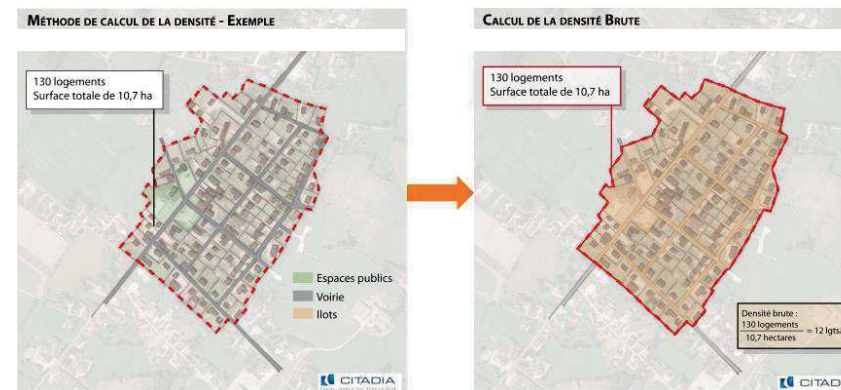 MÉTHODE DE CALCUL DE LA DENSITÉ - EXEMPLE
130 logements
Surface totale de 10,7 ha
Espaces publics
Voirie
Ilots
CITADIA
CALCUL DE LA DENSITÉ BRUTE
130 logements
Surface totale de 10,7 ha
Densité brute :
130 logements
10,7 hectares
= 12 lgts/
CITAD